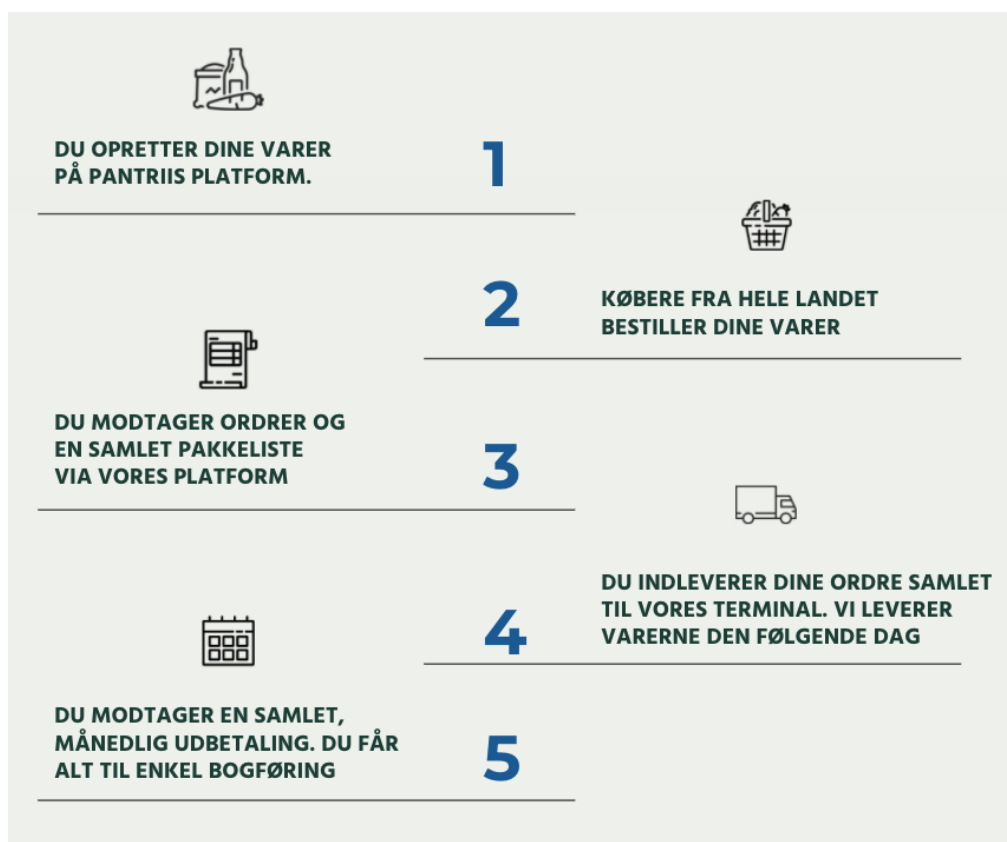 DU OPRETTER DINE VARER
PÅ PANTRIIS PLATFORM.
1
2
KØBERE FRA HELE LANDET
BESTILLER DINE VARER
DU MODTAGER ORDRER OG
EN SAMLET PAKKELISTE
VIA VORES PLATFORM
3
4
DU INDLEVERER DINE ORDRE SAMLET
TIL VORES TERMINAL. VI LEVERER
VARERNE DEN FØLGENDE DAG
DU MODTAGER EN SAMLET,
MÅNEDLIG UDBETALING. DU FÅR
ALT TIL ENKEL BOGFØRING
5